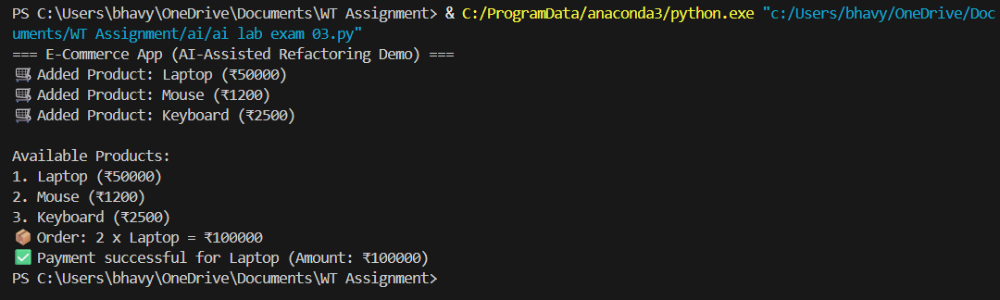 PS C:\Users\bhavy\OneDrive\Documents\WT Assignment> & C:/ProgramData/anaconda3/python.exe "c:/Users/bhavy/OneDrive/Doc
uments/WT Assignment/ai/ai lab exam 03.py"
=== E-Commerce App (AI-Assisted Refactoring Demo) ===
🛒 Added Product: Laptop (₹50000)
🛒 Added Product: Mouse (₹1200)
🛒 Added Product: Keyboard (₹2500)
Available Products:
1. Laptop (₹50000)
2. Mouse (₹1200)
3. Keyboard (₹2500)
📦 Order: 2 x Laptop = ₹100000
✅ Payment successful for Laptop (Amount: ₹100000)
PS C:\Users\bhavy\OneDrive\Documents\WT Assignment>